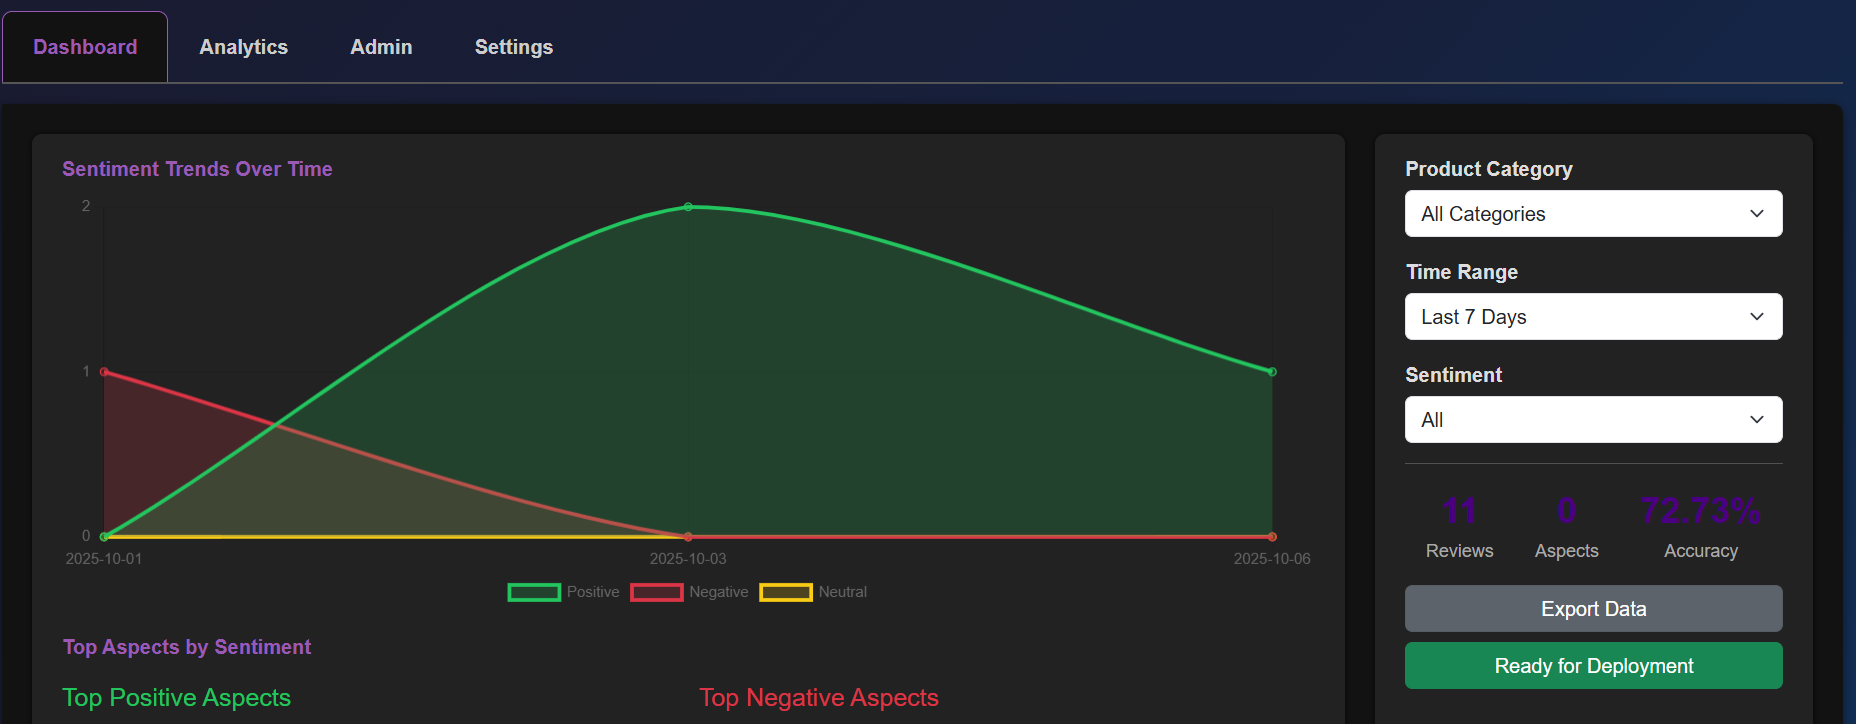 Dashboard Analytics Admin Settings
Sentiment Trends Over Time
2
1
0
2025-10-01 2025-10-03 2025-10-06
Positive Negative Neutral
Top Aspects by Sentiment
Top Positive Aspects Top Negative Aspects
Product Category
All Categories
Time Range
Last 7 Days
Sentiment
All
11 0 72.73%
Reviews Aspects Accuracy
Export Data
Ready for Deployment